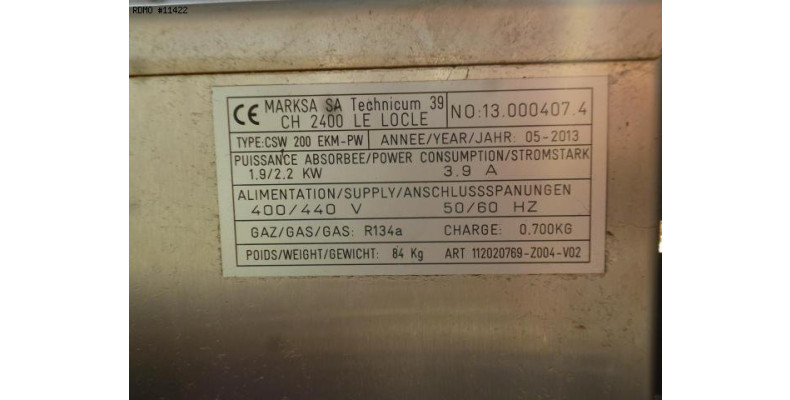 RDMO #11422
CE MARKSA SA Technicum 39
CH 2400 LE LOCLE
NO:13.000407.4
TYPE:CSW 200 EKM-PW ANNEE/YEAR/JAHR: 05-2013
PUISSANCE ABSORBEE/POWER CONSUMPTION/STROMSTARK
1.9/2.2 KW 3.9 A
ALIMENTATION/SUPPLY/ANSCHLUSSSPANUNGEN
400/440 V 50/60 HZ
GAZ/GAS/GAS: R134a CHARGE: 0.700KG
POIDS/WEIGHT/GEWICHT: 84 Kg ART 112020769-Z004-V02